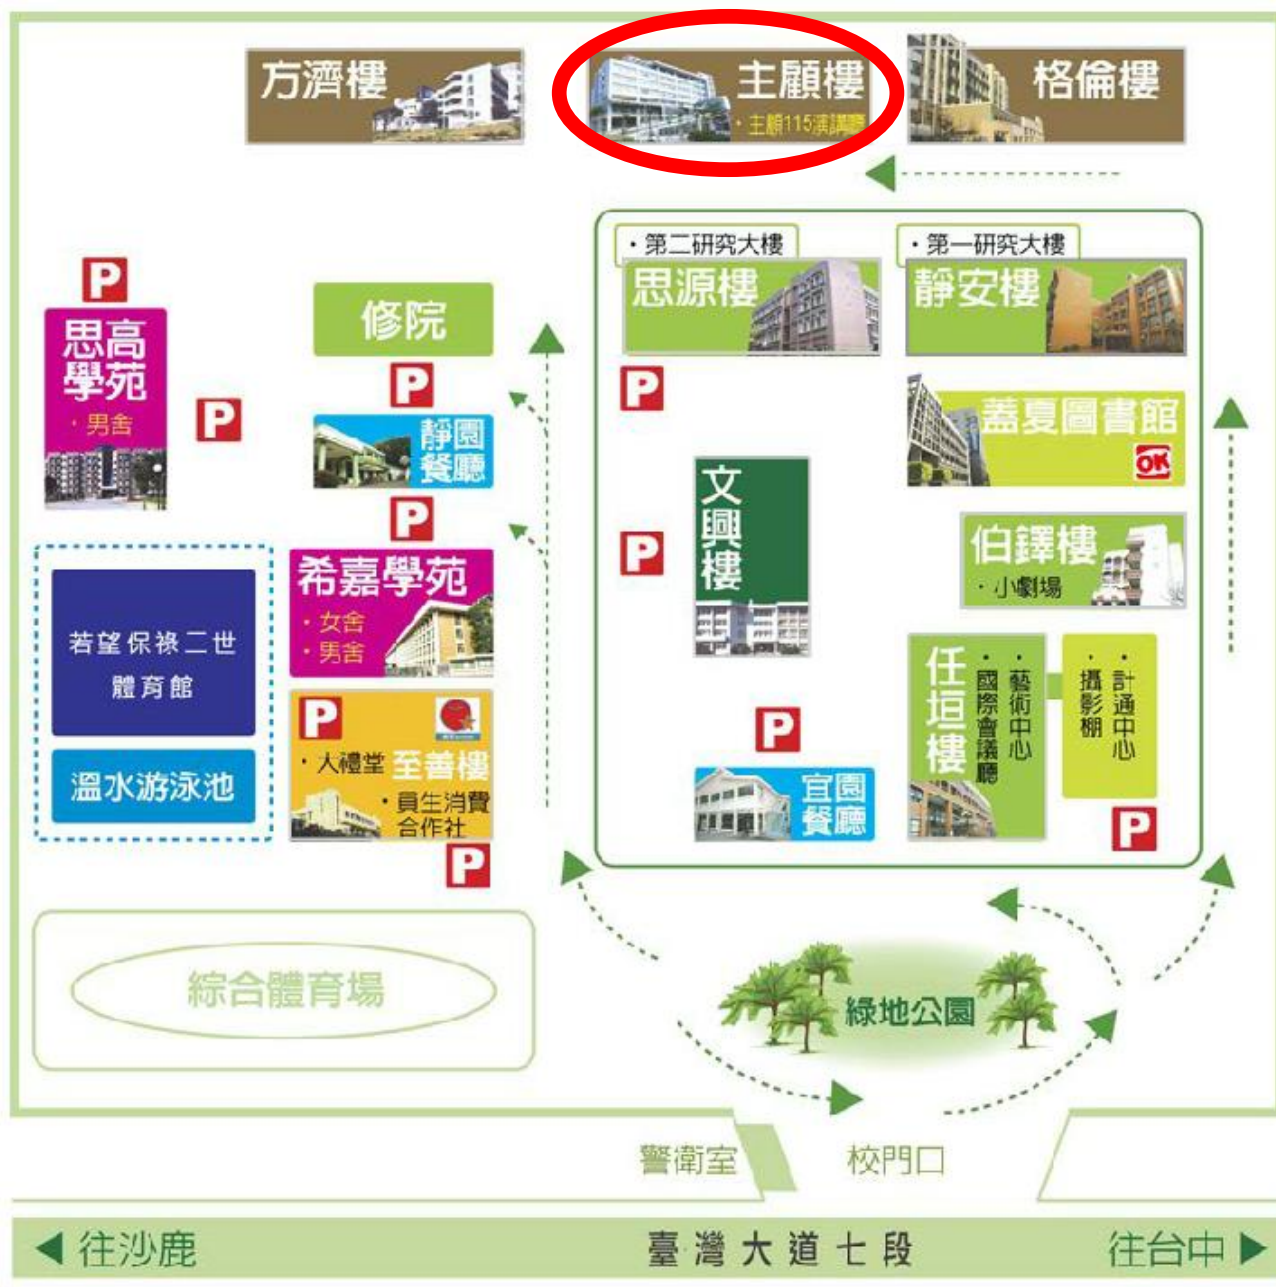 方濟樓
主顧樓
・主顧115演講廳
格倫樓
・第二研究大樓
思源樓
・第一研究大樓
靜安樓
P
思高
學苑
・男舍
P
修院
P
靜園
餐廳
P
希嘉學苑
・女舍
・男舍
若望保祿二世
體育館
溫水游泳池
P
・大禮堂 至善樓
・員生消費
合作社
P
P
P
文興樓
蓋夏圖書館
OK
伯鐸樓
・小劇場
任垣樓
・藝術中心
・國際會議廳
・計通中心
・攝影棚
P
宜園
餐廳
P
綜合體育場
綠地公園
警衛室
校門口
往沙鹿
臺灣大道七段
往台中